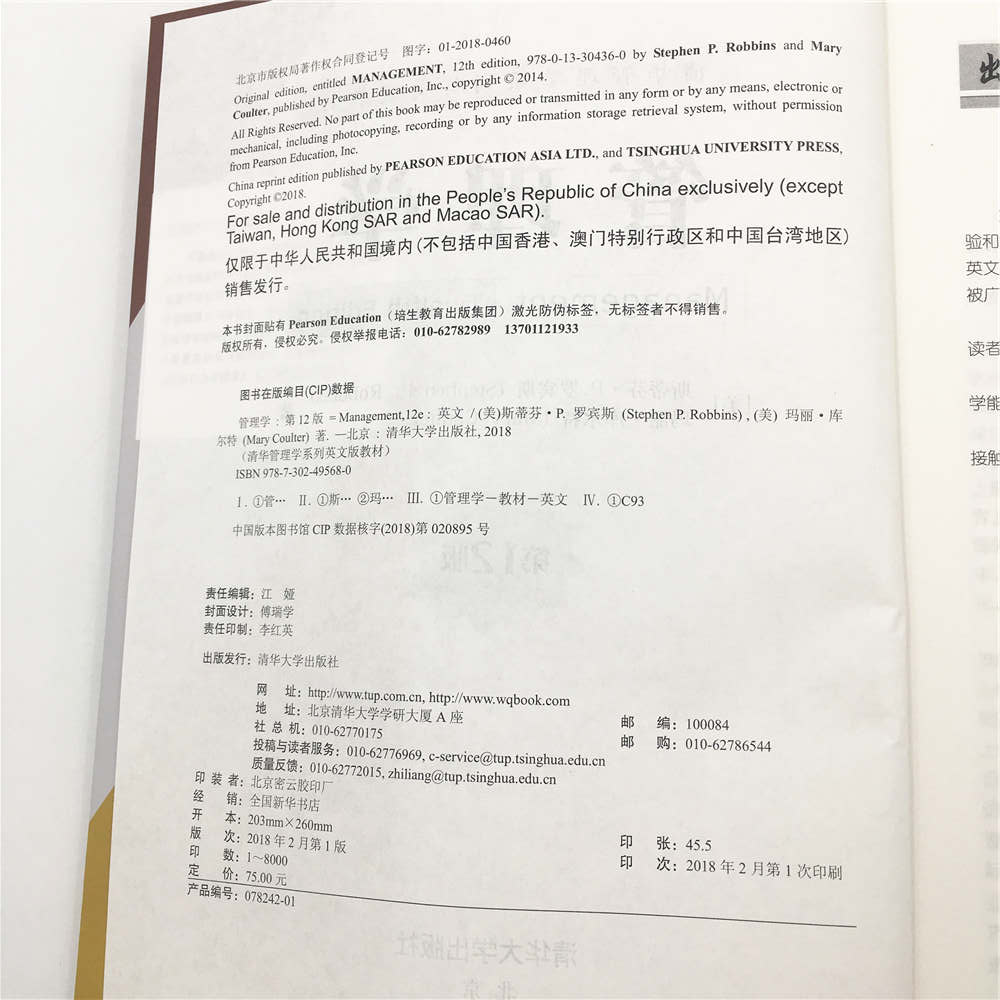 北京市版权局著作权合同登记号 图字：01-2018-0460
Original edition, entitled MANAGEMENT, 12th edition, 978-0-13-30436-0 by Stephen P. Robbins and Mary
Coulter, published by Pearson Education, Inc., copyright © 2014.
All Rights Reserved. No part of this book may be reproduced or transmitted in any form or by any means, electronic or
mechanical, including photocopying, recording or by any information storage retrieval system, without permission
from Pearson Education, Inc.
China reprint edition published by PEARSON EDUCATION ASIA LTD., and TSINGHUA UNIVERSITY PRESS,
Copyright ©2018.
For sale and distribution in the People's Republic of China exclusively (except
Taiwan, Hong Kong SAR and Macao SAR).
仅限于中华人民共和国境内（不包括中国香港、澳门特别行政区和中国台湾地区）
销售发行。
本书封面贴有 Pearson Education（培生教育出版集团）激光防伪标签，无标签者不得销售。
版权所有，侵权必究。侵权举报电话：010-62782989 13701121933
图书在版编目(CIP)数据
管理学：第12版 = Management,12e：英文 / (美)斯蒂芬·P. 罗宾斯 (Stephen P. Robbins) , (美) 玛丽·库
尔特 (Mary Coulter) 著. —北京：清华大学出版社, 2018
（清华管理学系列英文版教材）
ISBN 978-7-302-49568-0
Ⅰ. ①管… Ⅱ. ①斯… ②玛… Ⅲ. ①管理学－教材－英文 Ⅳ. ①C93
中国版本图书馆 CIP 数据核字(2018)第 020895 号
责任编辑：江 娅
封面设计：傅瑞学
责任印制：李红英
出版发行：清华大学出版社
网 址：http://www.tup.com.cn, http://www.wqbook.com
地 址：北京清华大学学研大厦 A 座 邮 编：100084
社 总 机：010-62770175 邮 购：010-62786544
投稿与读者服务：010-62776969, c-service@tup.tsinghua.edu.cn
质量反馈：010-62772015, zhiliang@tup.tsinghua.edu.cn
印 装 者：北京密云胶印厂
经 销：全国新华书店
开 本：203mm×260mm 印 张：45.5
版 次：2018 年 2 月第 1 版 印 次：2018 年 2 月第 1 次印刷
印 数：1～8000
定 价：75.00 元
产品编号：078242-01
验和
英文
被广
读者
学能
接触